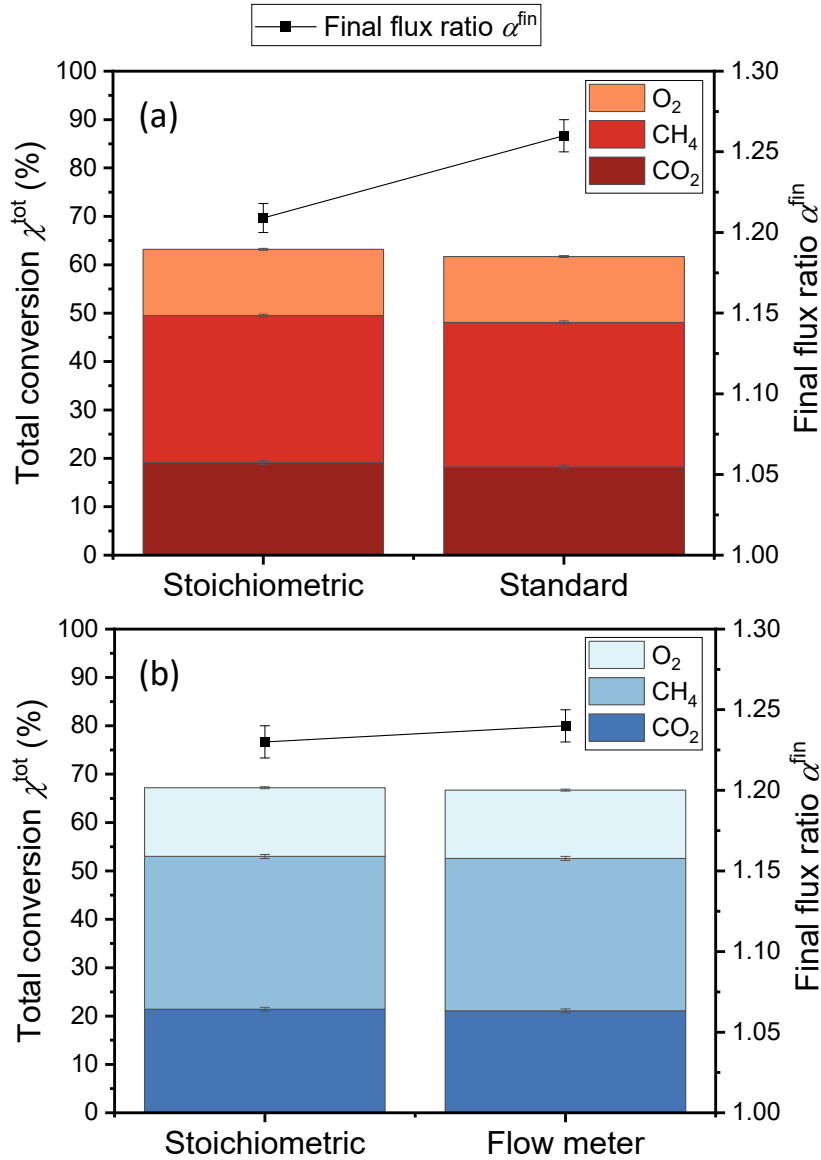 Final flux ratio α^fin
(a)
O₂
CH₄
CO₂
Total conversion χ^tot (%)
100
90
80
70
60
50
40
30
20
10
0
1.30
1.25
1.20
1.15
1.10
1.05
1.00
Final flux ratio α^fin
Stoichiometric Standard
(b)
O₂
CH₄
CO₂
Total conversion χ^tot (%)
100
90
80
70
60
50
40
30
20
10
0
1.30
1.25
1.20
1.15
1.10
1.05
1.00
Final flux ratio α^fin
Stoichiometric Flow meter